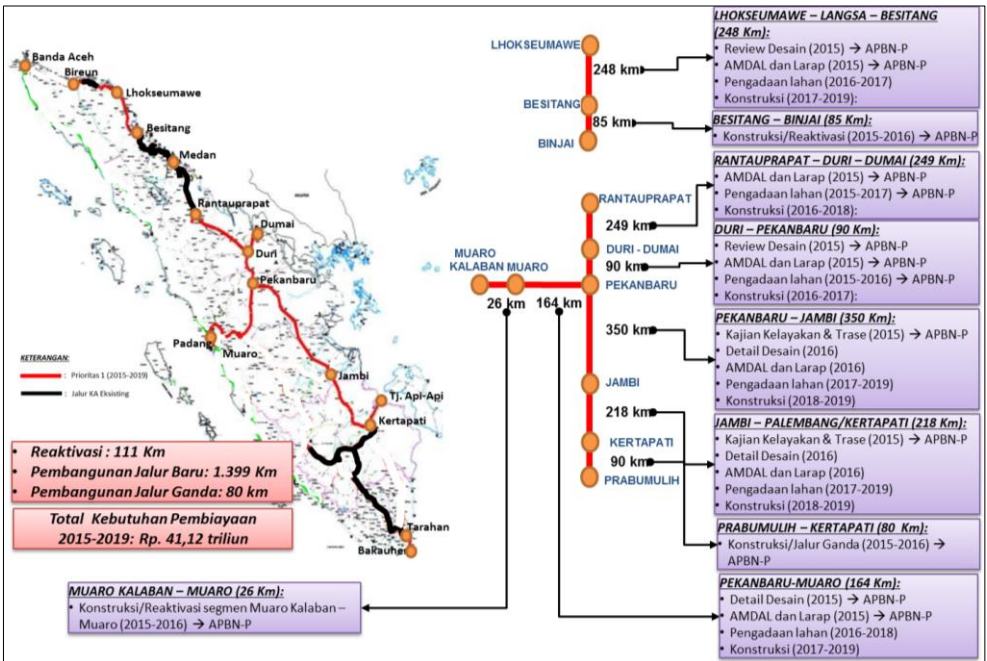 Banda Aceh
Bireun
Lhokseumawe
Besitang
Medan
Rantauprapat
Dumai
Duri
Pekanbaru
Padang
Muaro
Jambi
Tj. Api-Api
Kertapati
Tarahan
Bakauheni
KETERANGAN:
: Prioritas 1 (2015-2019)
: Jalur KA Eksisting
• Reaktivasi : 111 Km
• Pembangunan Jalur Baru: 1.399 Km
• Pembangunan Jalur Ganda: 80 km
Total Kebutuhan Pembiayaan
2015-2019: Rp. 41,12 triliun
MUARO KALABAN – MUARO (26 Km):
• Konstruksi/Reaktivasi segmen Muaro Kalaban –
Muaro (2015-2016) → APBN-P
LHOKSEUMAWE
248 km
BESITANG
85 km
BINJAI
RANTAUPRAPAT
249 km
DURI - DUMAI
90 km
MUARO
KALABAN MUARO
PEKANBARU
26 km
164 km
350 km
JAMBI
218 km
KERTAPATI
90 km
PRABUMULIH
LHOKSEUMAWE – LANGSA – BESITANG
(248 Km):
• Review Desain (2015) → APBN-P
• AMDAL dan Larap (2015) → APBN-P
• Pengadaan lahan (2016-2017)
• Konstruksi (2017-2019):
BESITANG – BINJAI (85 Km):
• Konstruksi/Reaktivasi (2015-2016) → APBN-P
RANTAUPRAPAT – DURI – DUMAI (249 Km):
• AMDAL dan Larap (2015) → APBN-P
• Pengadaan lahan (2015-2017) → APBN-P
• Konstruksi (2016-2018):
DURI – PEKANBARU (90 Km):
• Review Desain (2015) → APBN-P
• AMDAL dan Larap (2015) → APBN-P
• Pengadaan lahan (2015-2016) → APBN-P
• Konstruksi (2016-2017):
PEKANBARU – JAMBI (350 Km):
• Kajian Kelayakan & Trase (2015) → APBN-P
• Detail Desain (2016)
• AMDAL dan Larap (2016)
• Pengadaan lahan (2017-2019)
• Konstruksi (2018-2019)
JAMBI – PALEMBANG/KERTAPATI (218 Km):
• Kajian Kelayakan & Trase (2015) → APBN-P
• Detail Desain (2016)
• AMDAL dan Larap (2016)
• Pengadaan lahan (2017-2019)
• Konstruksi (2018-2019)
PRABUMULIH – KERTAPATI (80 Km):
• Konstruksi/Jalur Ganda (2015-2016) →
APBN-P
PEKANBARU-MUARO (164 Km):
• Detail Desain (2015) → APBN-P
• AMDAL dan Larap (2015) → APBN-P
• Pengadaan lahan (2016-2018)
• Konstruksi (2017-2019)